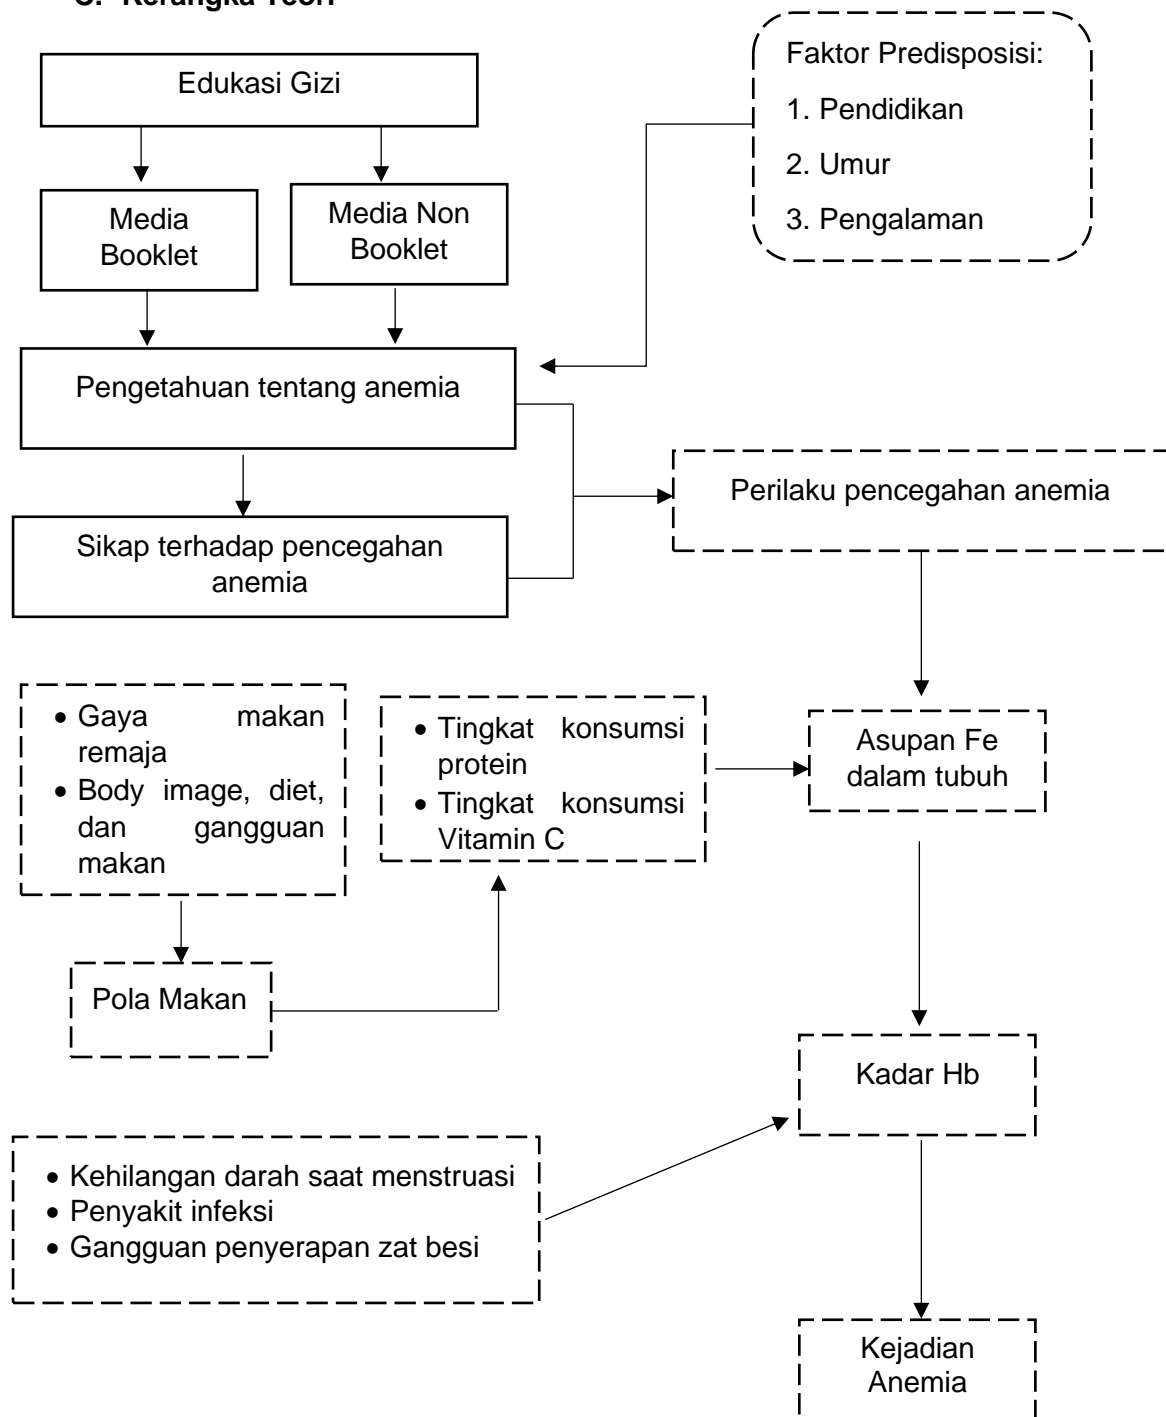 C. Kerangka Teori
Edukasi Gizi
Faktor Predisposisi:
1. Pendidikan
2. Umur
3. Pengalaman
Media
Booklet
Media Non
Booklet
Pengetahuan tentang anemia
Perilaku pencegahan anemia
Sikap terhadap pencegahan
anemia
• Gaya makan
remaja
• Body image, diet,
dan gangguan
makan
• Tingkat konsumsi
protein
• Tingkat konsumsi
Vitamin C
Asupan Fe
dalam tubuh
Pola Makan
Kadar Hb
• Kehilangan darah saat menstruasi
• Penyakit infeksi
• Gangguan penyerapan zat besi
Kejadian
Anemia